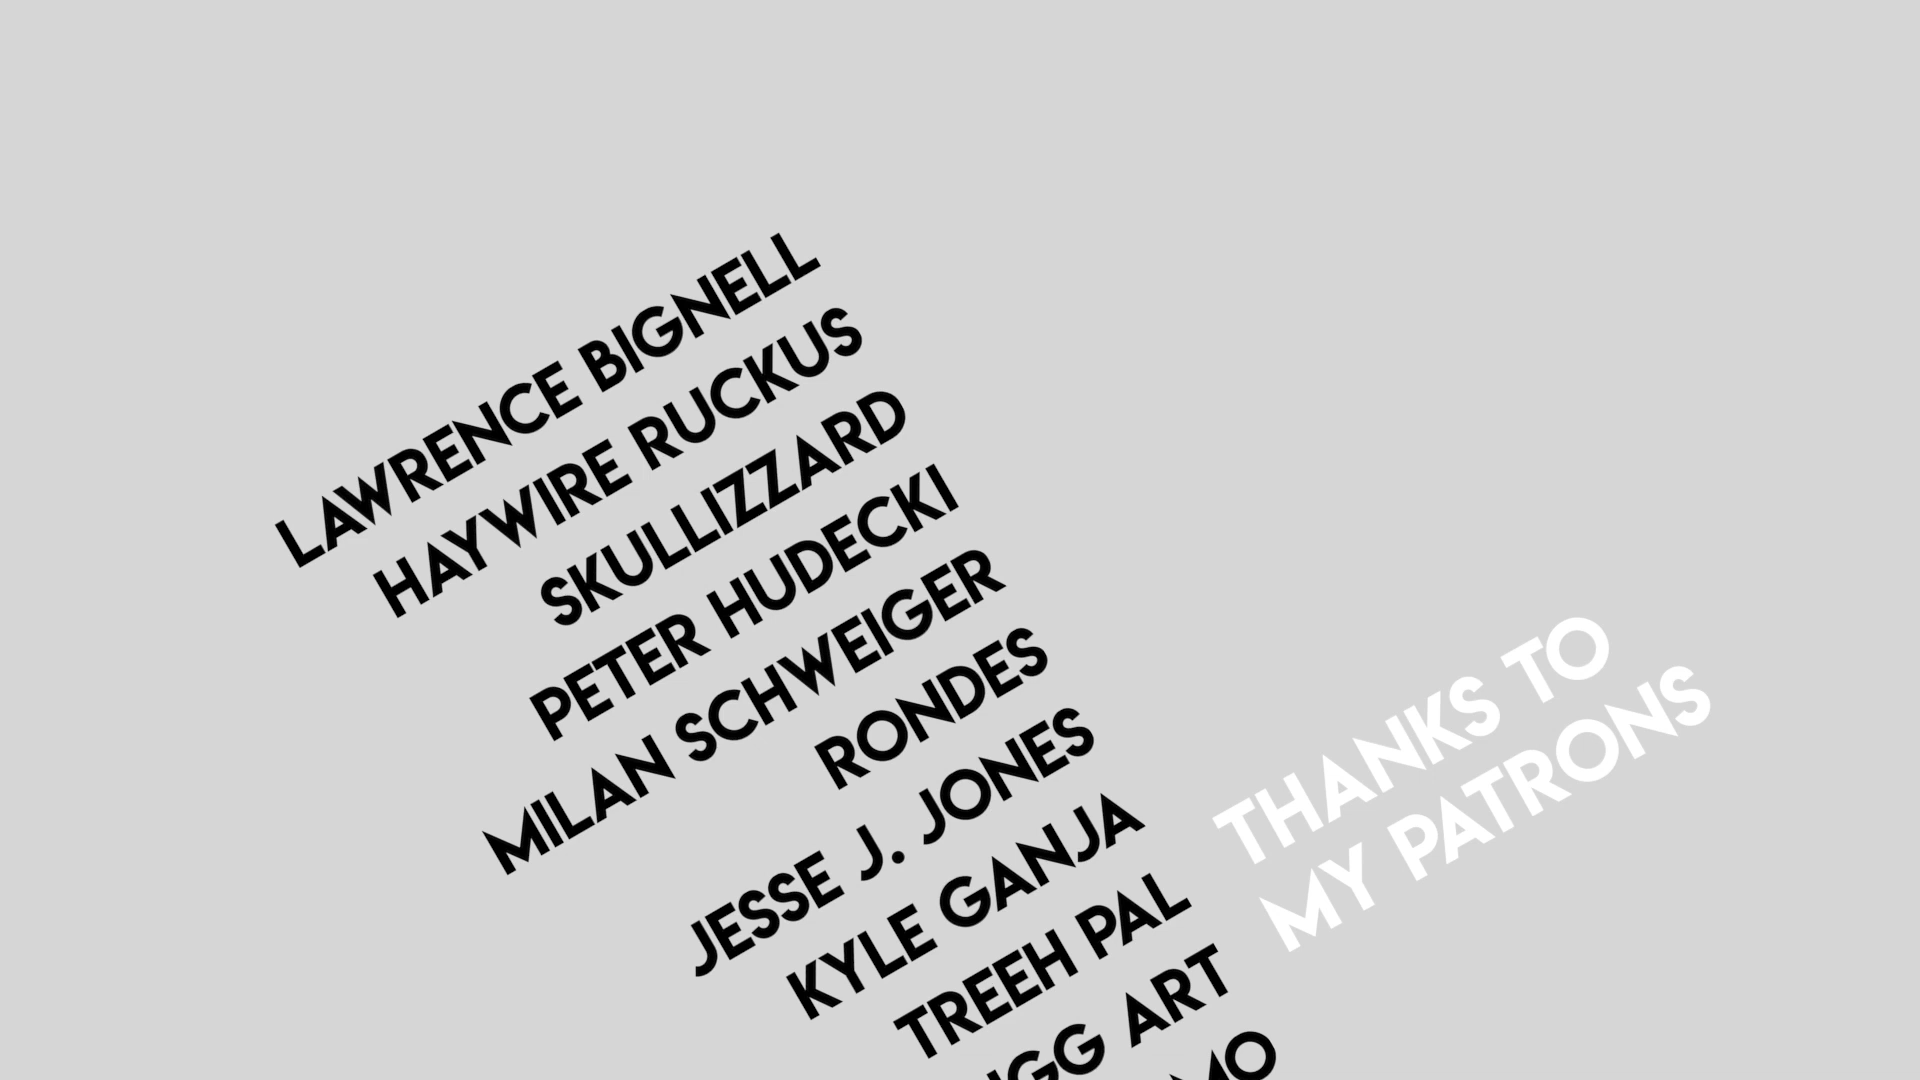 LAWRENCE BIGNELL
HAYWIRE RUCKUS
SKULLIZZARD
PETER HUDECKI
MILAN SCHWEIGER
RONDES
JESSE J. JONES
KYLE GANJA
TREEH PAL
ART
THANKS TO
MY PATRONS